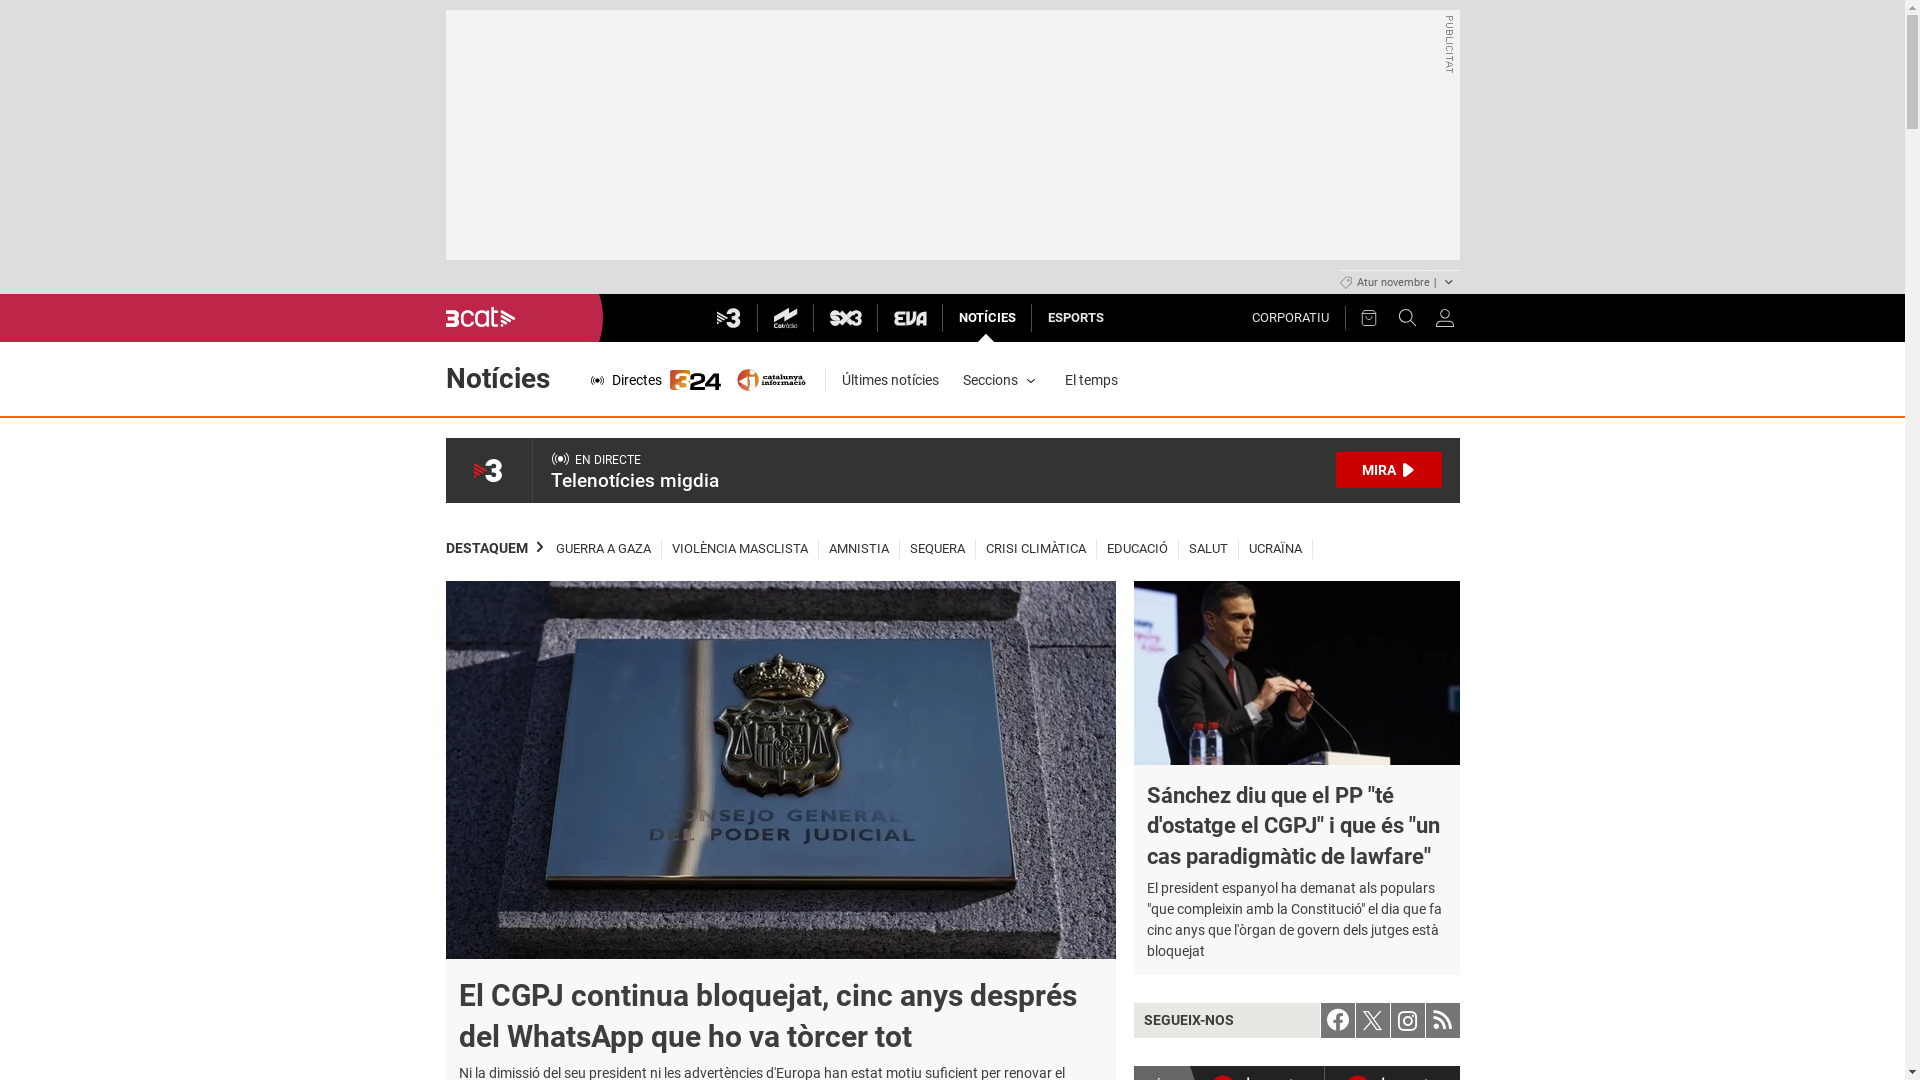 PUBLICITAT
Atur novembre |
3cat
3
Catràdio
SX3
EVA
NOTÍCIES
ESPORTS
CORPORATIU
Notícies
Directes
324
catalunya
informació
Últimes notícies
Seccions
El temps
3
EN DIRECTE
Telenotícies migdia
MIRA
DESTAQUEM
GUERRA A GAZA
VIOLÈNCIA MASCLISTA
AMNISTIA
SEQUERA
CRISI CLIMÀTICA
EDUCACIÓ
SALUT
UCRAÏNA
CONSEJO GENERAL
DEL PODER JUDICIAL
El CGPJ continua bloquejat, cinc anys després
del WhatsApp que ho va tòrcer tot
Ni la dimissió del seu president ni les advertències d'Europa han estat motiu suficient per renovar el
Sánchez diu que el PP "té
d'ostatge el CGPJ" i que és "un
cas paradigmàtic de lawfare"
El president espanyol ha demanat als populars
"que compleixin amb la Constitució" el dia que fa
cinc anys que l'òrgan de govern dels jutges està
bloquejat
SEGUEIX-NOS